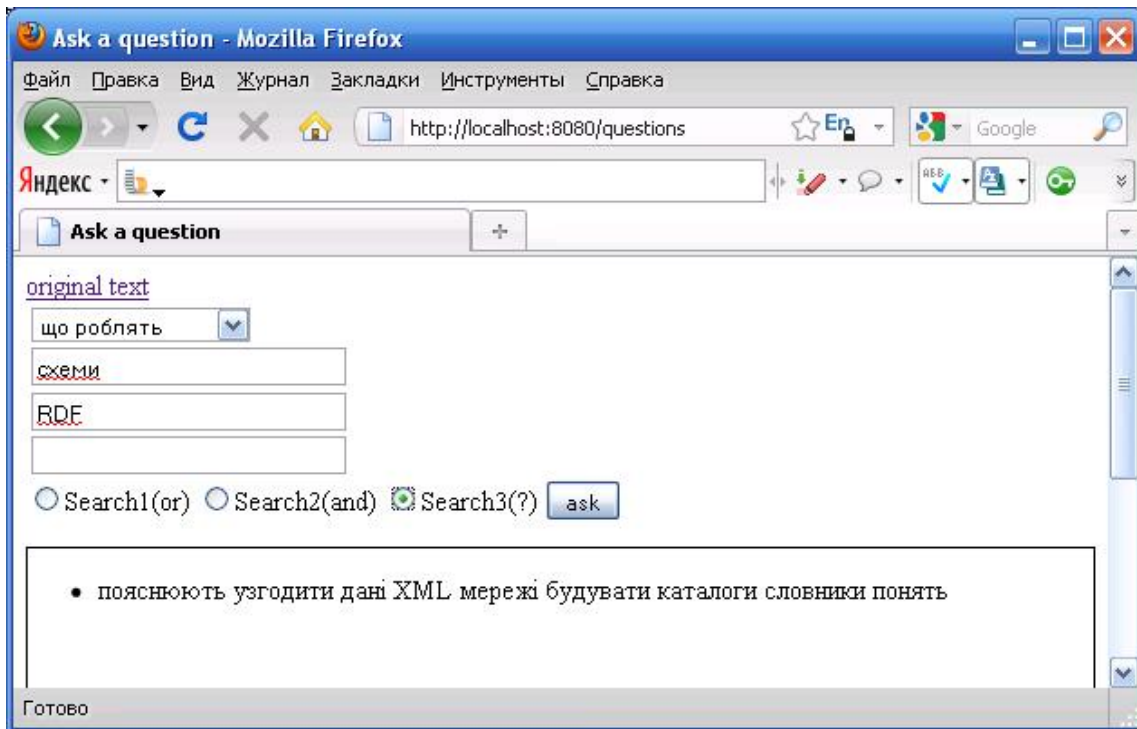 Ask a question - Mozilla Firefox
Файл Правка Вид Журнал Закладки Инструменты Справка
http://localhost:8080/questions En Google
Яндекс
Ask a question
original text
що роблять
схеми
RDF
Search1(or) Search2(and) Search3(?) ask
• пояснюють узгодити дані XML мережі будувати каталоги словники понять
Готово